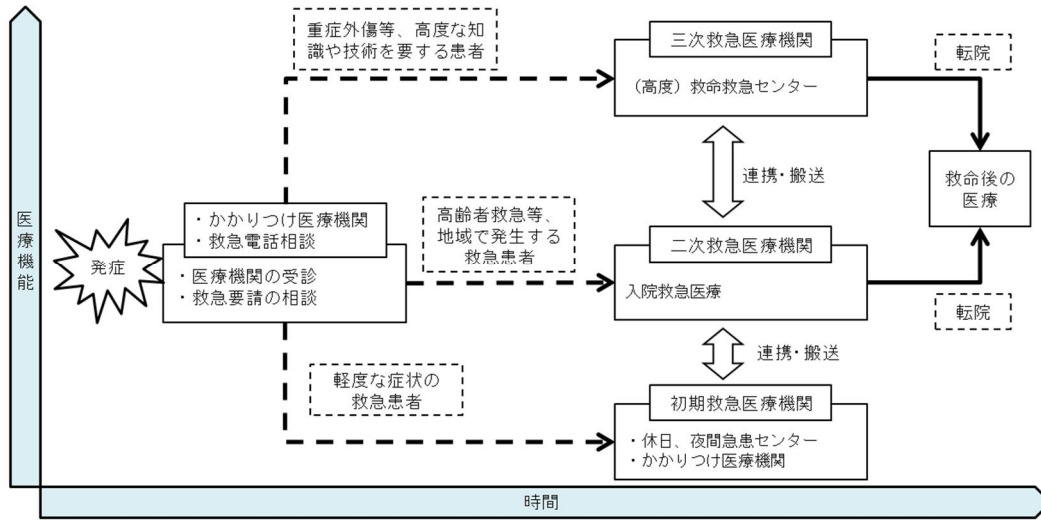 重症外傷等、高度な知
識や技術を要する患者
三次救急医療機関
(高度)救命救急センター
転院
連携・搬送
救命後の
医療
医療機能
発症
・かかりつけ医療機関
・救急電話相談
・医療機関の受診
・救急要請の相談
高齢者救急等、
地域で発生する
救急患者
二次救急医療機関
入院救急医療
転院
連携・搬送
軽度な症状の
救急患者
初期救急医療機関
・休日、夜間急患センター
・かかりつけ医療機関
時間